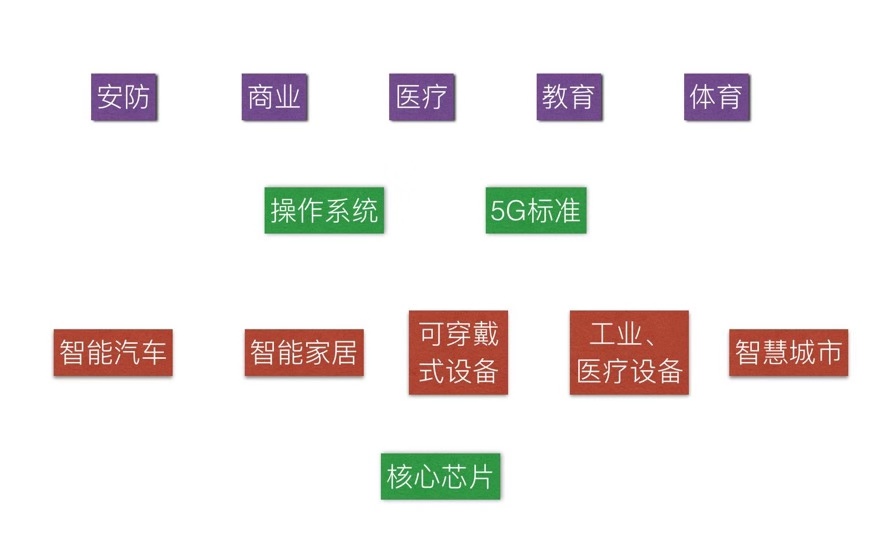 安防
商业
医疗
教育
体育
操作系统
5G标准
智能汽车
智能家居
可穿戴
式设备
工业、
医疗设备
智慧城市
核心芯片